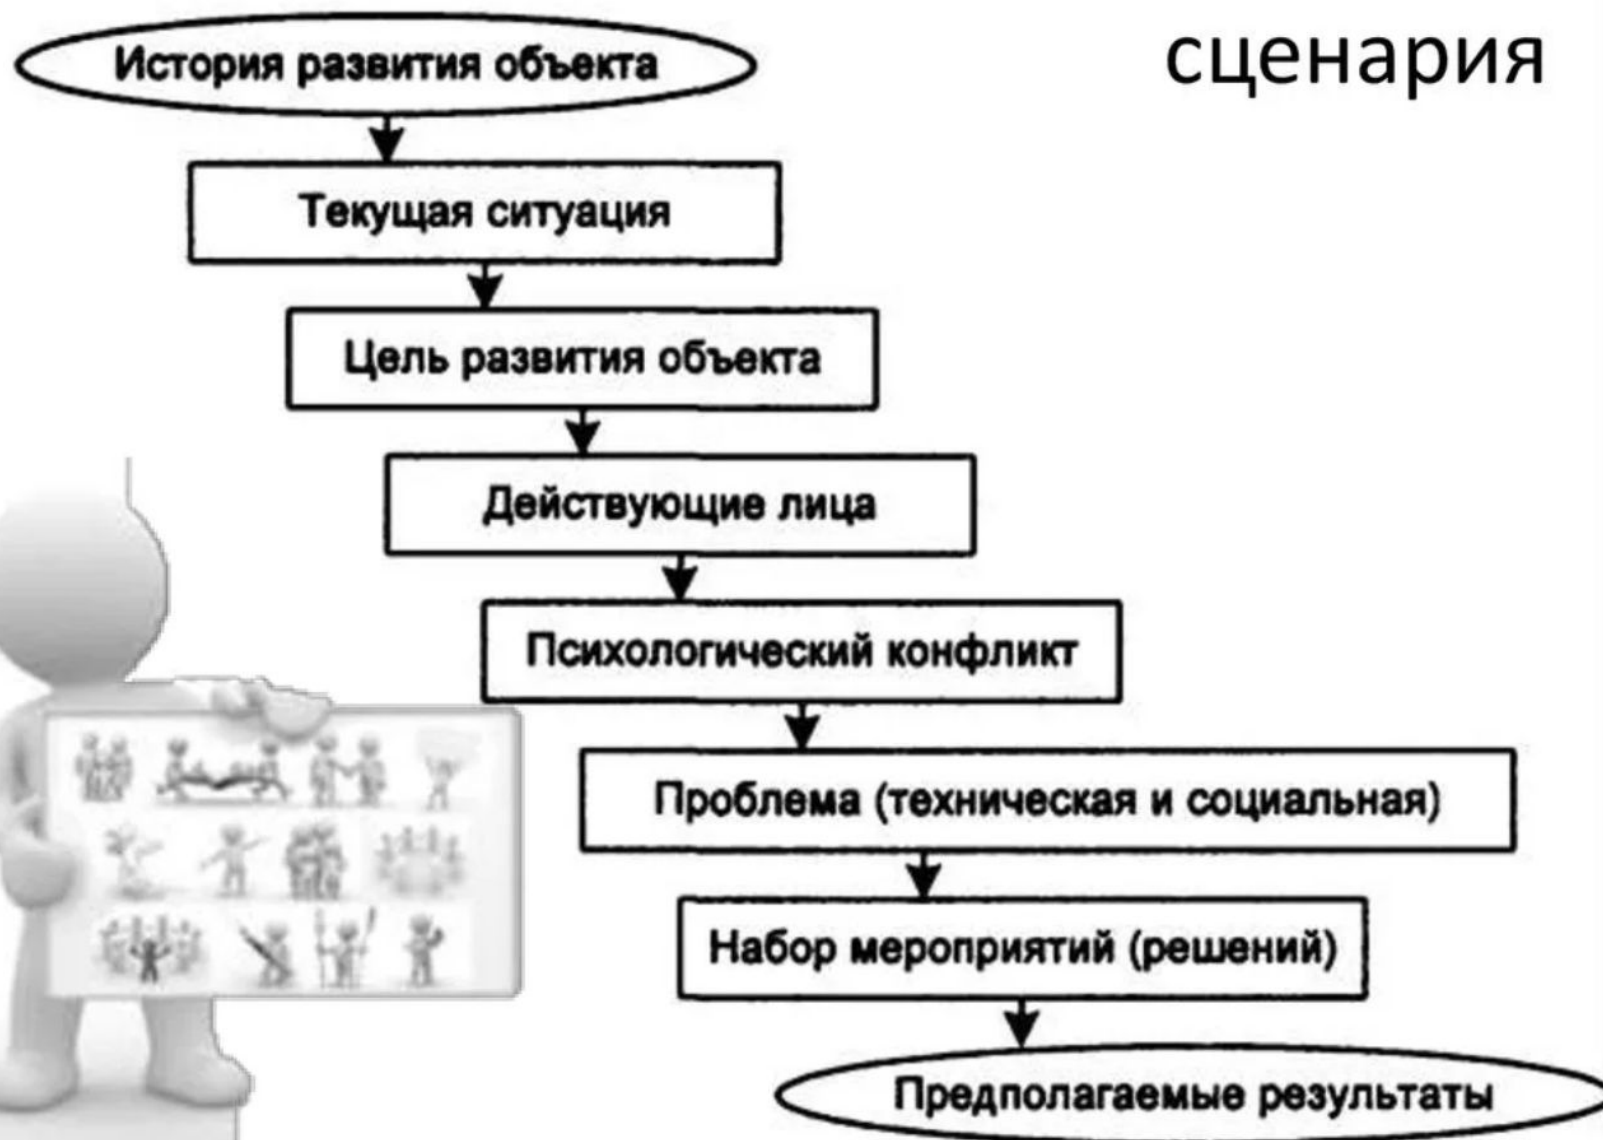 сценария
История развития объекта
Текущая ситуация
Цель развития объекта
Действующие лица
Психологический конфликт
Проблема (техническая и социальная)
Набор мероприятий (решений)
Предполагаемые результаты